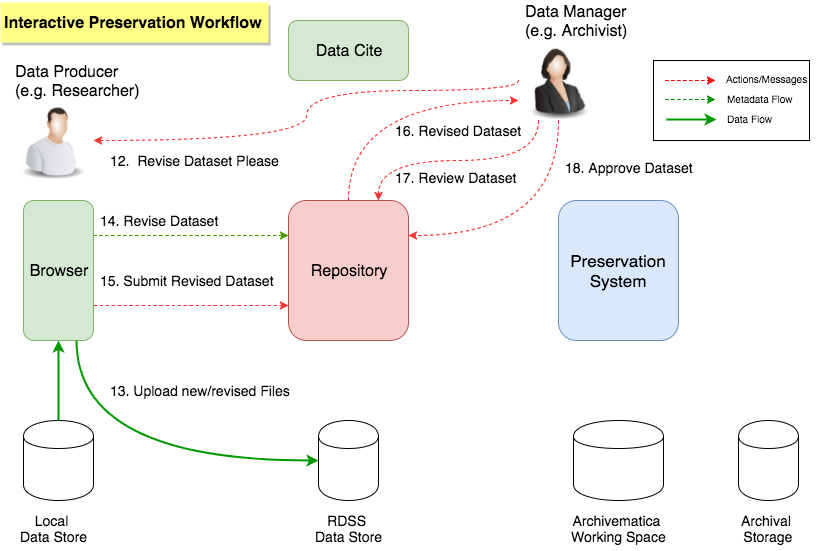 Interactive Preservation Workflow
Data Cite
Data Manager
(e.g. Archivist)
Data Producer
(e.g. Researcher)
Actions/Messages
Metadata Flow
Data Flow
16. Revised Dataset
12. Revise Dataset Please
17. Review Dataset
18. Approve Dataset
14. Revise Dataset
Browser
15. Submit Revised Dataset
Repository
Preservation
System
13. Upload new/revised Files
Local
Data Store
RDSS
Data Store
Archivematica
Working Space
Archival
Storage